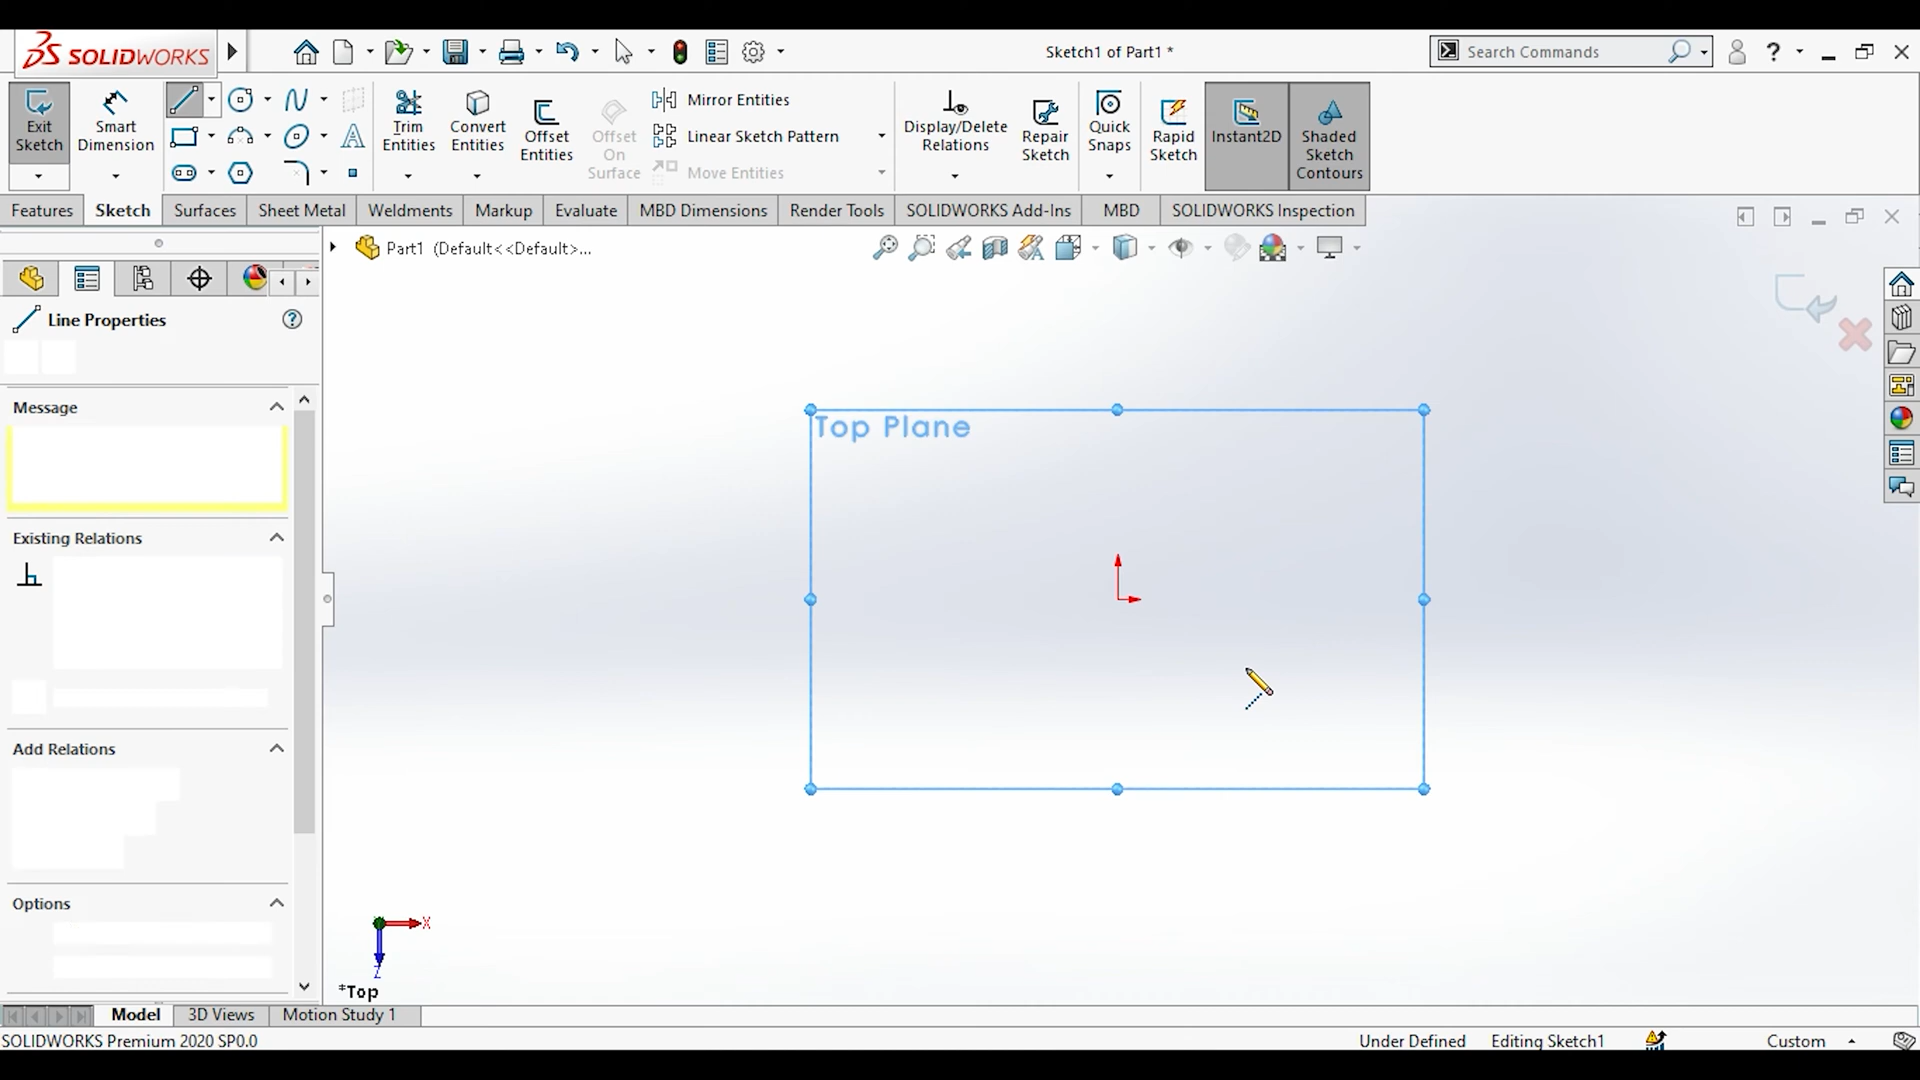 SOLIDWORKS
Sketch1 of Part1 *
Search Commands
?
Exit Sketch
Smart Dimension
Trim Entities
Convert Entities
Offset Entities
Offset On Surface
Mirror Entities
Linear Sketch Pattern
Move Entities
Display/Delete Relations
Repair Sketch
Quick Snaps
Rapid Sketch
Instant2D
Shaded Sketch Contours
Features
Sketch
Surfaces
Sheet Metal
Weldments
Markup
Evaluate
MBD Dimensions
Render Tools
SOLIDWORKS Add-Ins
MBD
SOLIDWORKS Inspection
Part1 (Default<<Default>...
Line Properties
?
Message
Existing Relations
Add Relations
Options
Top Plane
X
Z
*Top
Model
3D Views
Motion Study 1
SOLIDWORKS Premium 2020 SP0.0
Under Defined
Editing Sketch1
Custom